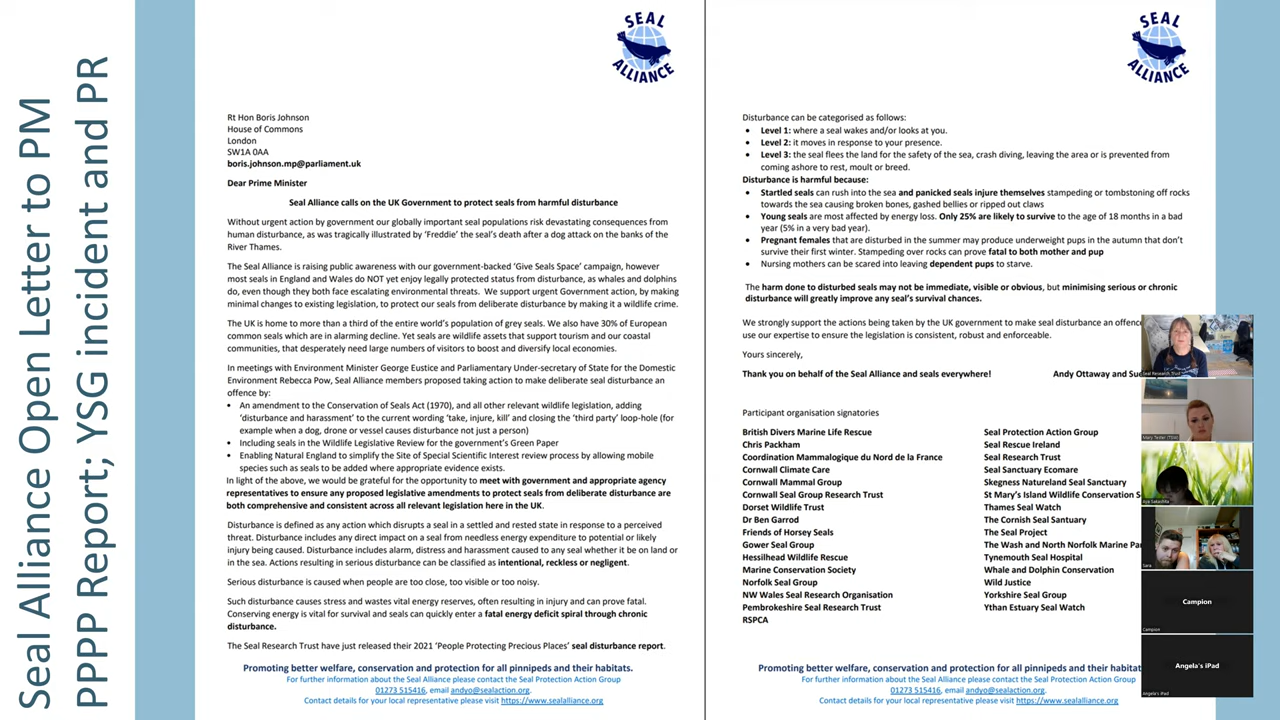 Seal Alliance Open Letter to PM
PPPP Report; YSG incident and PR
SEAL
ALLIANCE
Rt Hon Boris Johnson
House of Commons
London
SW1A 0AA
boris.johnson.mp@parliament.uk
Dear Prime Minister
Seal Alliance calls on the UK Government to protect seals from harmful disturbance
Without urgent action by government our globally important seal populations risk devastating consequences from
human disturbance, as was tragically illustrated by 'Freddie' the seal's death after a dog attack on the banks of the
River Thames.
The Seal Alliance is raising public awareness with our government-backed 'Give Seals Space' campaign, however
most seals in England and Wales do NOT yet enjoy legally protected status from disturbance, as whales and dolphins
do, even though they both face escalating environmental threats. We support urgent Government action, by making
minimal changes to existing legislation, to protect our seals from deliberate disturbance by making it a wildlife crime.
The UK is home to more than a third of the entire world's population of grey seals. We also have 30% of European
common seals which are in alarming decline. Yet seals are wildlife assets that support tourism and our coastal
communities, that desperately need large numbers of visitors to boost and diversify local economies.
In meetings with Environment Minister George Eustice and Parliamentary Under-secretary of State for the Domestic
Environment Rebecca Pow, Seal Alliance members proposed taking action to make deliberate seal disturbance an
offence by:
• An amendment to the Conservation of Seals Act (1970), and all other relevant wildlife legislation, adding
'disturbance and harassment' to the current wording 'take, injure, kill' and closing the 'third party' loop-hole (for
example when a dog, drone or vessel causes disturbance not just a person)
• Including seals in the Wildlife Legislative Review for the government's Green Paper
• Enabling Natural England to simplify the Site of Special Scientific Interest review process by allowing mobile
species such as seals to be added where appropriate evidence exists.
In light of the above, we would be grateful for the opportunity to meet with government and appropriate agency
representatives to ensure any proposed legislative amendments to protect seals from deliberate disturbance are
both comprehensive and consistent across all relevant legislation here in the UK.
Disturbance is defined as any action which disrupts a seal in a settled and rested state in response to a perceived
threat. Disturbance includes any direct impact on a seal from needless energy expenditure to potential or likely
injury being caused. Disturbance includes alarm, distress and harassment caused to any seal whether it be on land or
in the sea. Actions resulting in serious disturbance can be classified as intentional, reckless or negligent.
Serious disturbance is caused when people are too close, too visible or too noisy.
Such disturbance causes stress and wastes vital energy reserves, often resulting in injury and can prove fatal.
Conserving energy is vital for survival and seals can quickly enter a fatal energy deficit spiral through chronic
disturbance.
The Seal Research Trust have just released their 2021 'People Protecting Precious Places' seal disturbance report.
Promoting better welfare, conservation and protection for all pinnipeds and their habitats.
For further information about the Seal Alliance please contact the Seal Protection Action Group
01273 515416, email andyo@sealaction.org.
Contact details for your local representative please visit https://www.sealalliance.org
SEAL
ALLIANCE
Disturbance can be categorised as follows:
• Level 1: where a seal wakes and/or looks at you.
• Level 2: it moves in response to your presence.
• Level 3: the seal flees the land for the safety of the sea, crash diving, leaving the area or is prevented from
coming ashore to rest, moult or breed.
Disturbance is harmful because:
• Startled seals can rush into the sea and panicked seals injure themselves stampeding or tombstoning off rocks
towards the sea causing broken bones, gashed bellies or ripped out claws
• Young seals are most affected by energy loss. Only 25% are likely to survive to the age of 18 months in a bad
year (5% in a very bad year).
• Pregnant females that are disturbed in the summer may produce underweight pups in the autumn that don't
survive their first winter. Stampeding over rocks can prove fatal to both mother and pup
• Nursing mothers can be scared into leaving dependent pups to starve.
The harm done to disturbed seals may not be immediate, visible or obvious, but minimising serious or chronic
disturbance will greatly improve any seal's survival chances.
We strongly support the actions being taken by the UK government to make seal disturbance an offence
use our expertise to ensure the legislation is consistent, robust and enforceable.
Yours sincerely,
Thank you on behalf of the Seal Alliance and seals everywhere! Andy Ottaway and
Participant organisation signatories
British Divers Marine Life Rescue
Chris Packham
Coordination Mammalogique du Nord de la France
Cornwall Climate Care
Cornwall Mammal Group
Cornwall Seal Group Research Trust
Dorset Wildlife Trust
Dr Ben Garrod
Friends of Horsey Seals
Gower Seal Group
Hessilhead Wildlife Rescue
Marine Conservation Society
Norfolk Seal Group
NW Wales Seal Research Organisation
Pembrokeshire Seal Research Trust
RSPCA
Seal Protection Action Group
Seal Rescue Ireland
Seal Research Trust
Seal Sanctuary Ecomare
Skegness Natureland Seal Sanctuary
St Mary's Island Wildlife Conservation S
Thames Seal Watch
The Cornish Seal Santuary
The Seal Project
The Wash and North Norfolk Marine Par
Tynemouth Seal Hospital
Whale and Dolphin Conservation
Wild Justice
Yorkshire Seal Group
Ythan Estuary Seal Watch
Promoting better welfare, conservation and protection for all pinnipeds and their habitat
For further information about the Seal Alliance please contact the Seal Protection Action Group
01273 515416, email andyo@sealaction.org.
Contact details for your local representative please visit https://www.sealalliance.org
Seal Research Trust
Sara
Campion
Campion
Angela's iPad
Angela's iPad